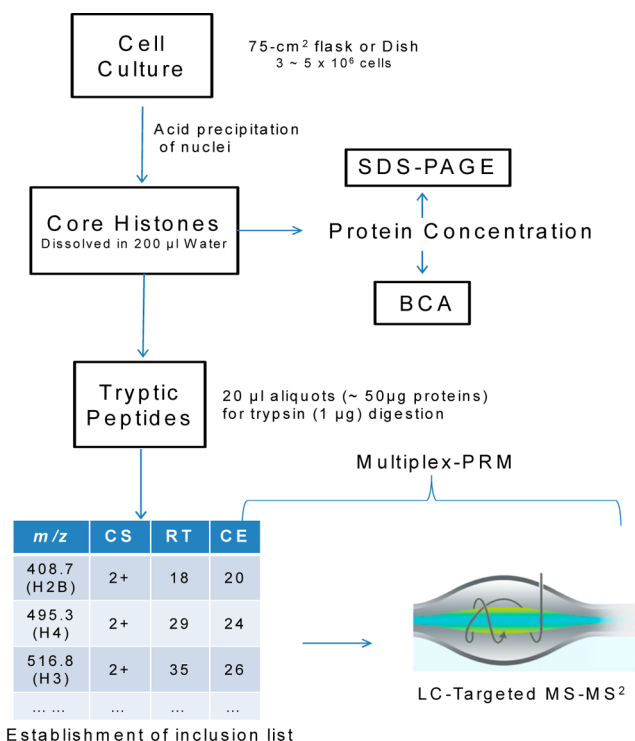 Cell
Culture
75-cm² flask or Dish
3 ~ 5 x 10⁶ cells
Acid precipitation
of nuclei
SDS-PAGE
Core Histones
Dissolved in 200 µl Water
Protein Concentration
BCA
Tryptic
Peptides
20 µl aliquots (~ 50µg proteins)
for trypsin (1 µg) digestion
Multiplex-PRM
m/z CS RT CE
408.7
(H2B) 2+ 18 20
495.3
(H4) 2+ 29 24
516.8
(H3) 2+ 35 26
... ... ... ... ...
LC-Targeted MS-MS²
Establishment of inclusion list